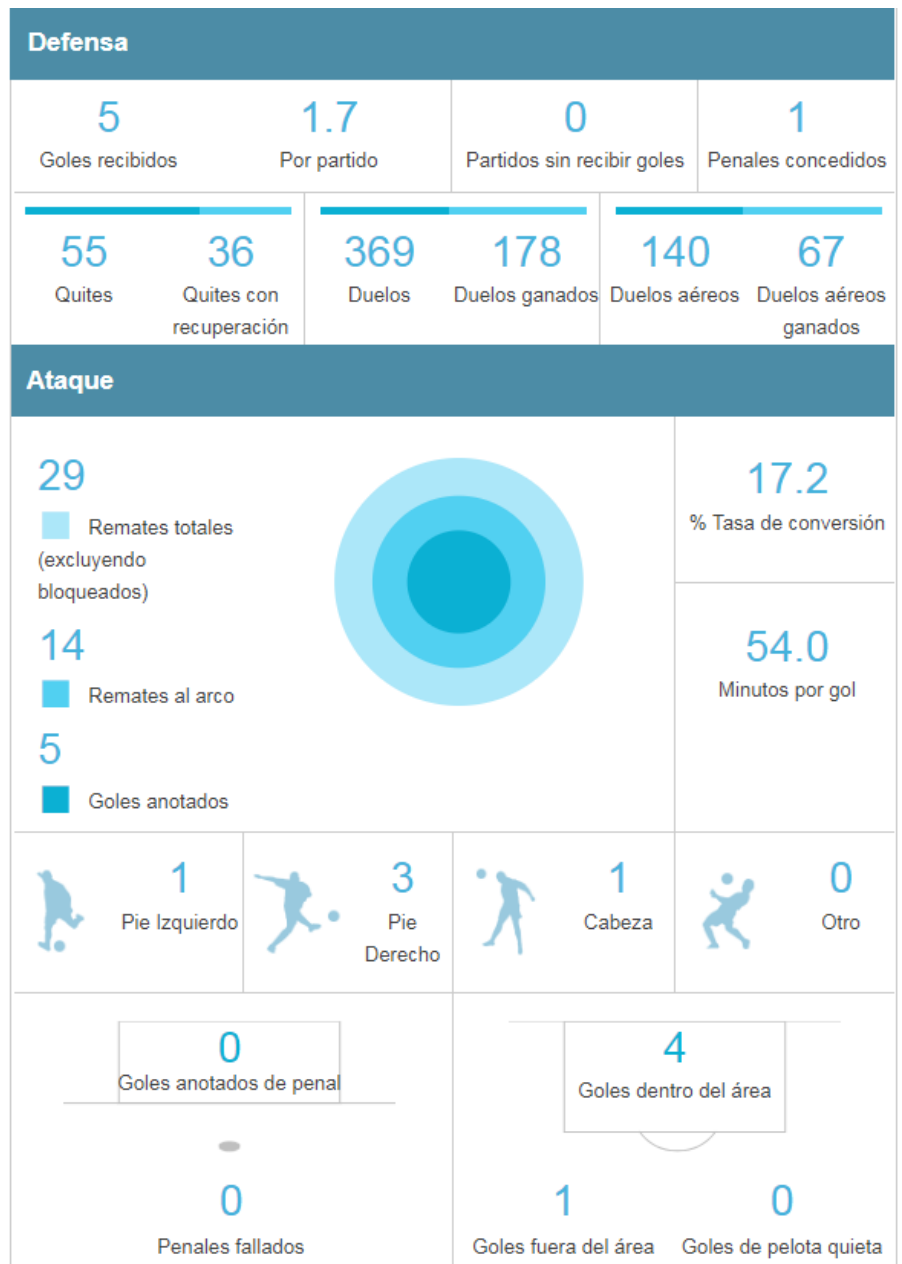 Defensa
5 1.7 0 1
Goles recibidos Por partido Partidos sin recibir goles Penales concedidos
55 36 369 178 140 67
Quites Quites con Duelos Duelos ganados Duelos aéreos Duelos aéreos
recuperación ganados
Ataque
29
Remates totales
(excluyendo
bloqueados)
14
Remates al arco
5
Goles anotados
17.2
% Tasa de conversión
54.0
Minutos por gol
1 3 1 0
Pie Izquierdo Pie Cabeza Otro
Derecho
0
Goles anotados de penal
0
Penales fallados
4
Goles dentro del área
1 0
Goles fuera del área Goles de pelota quieta